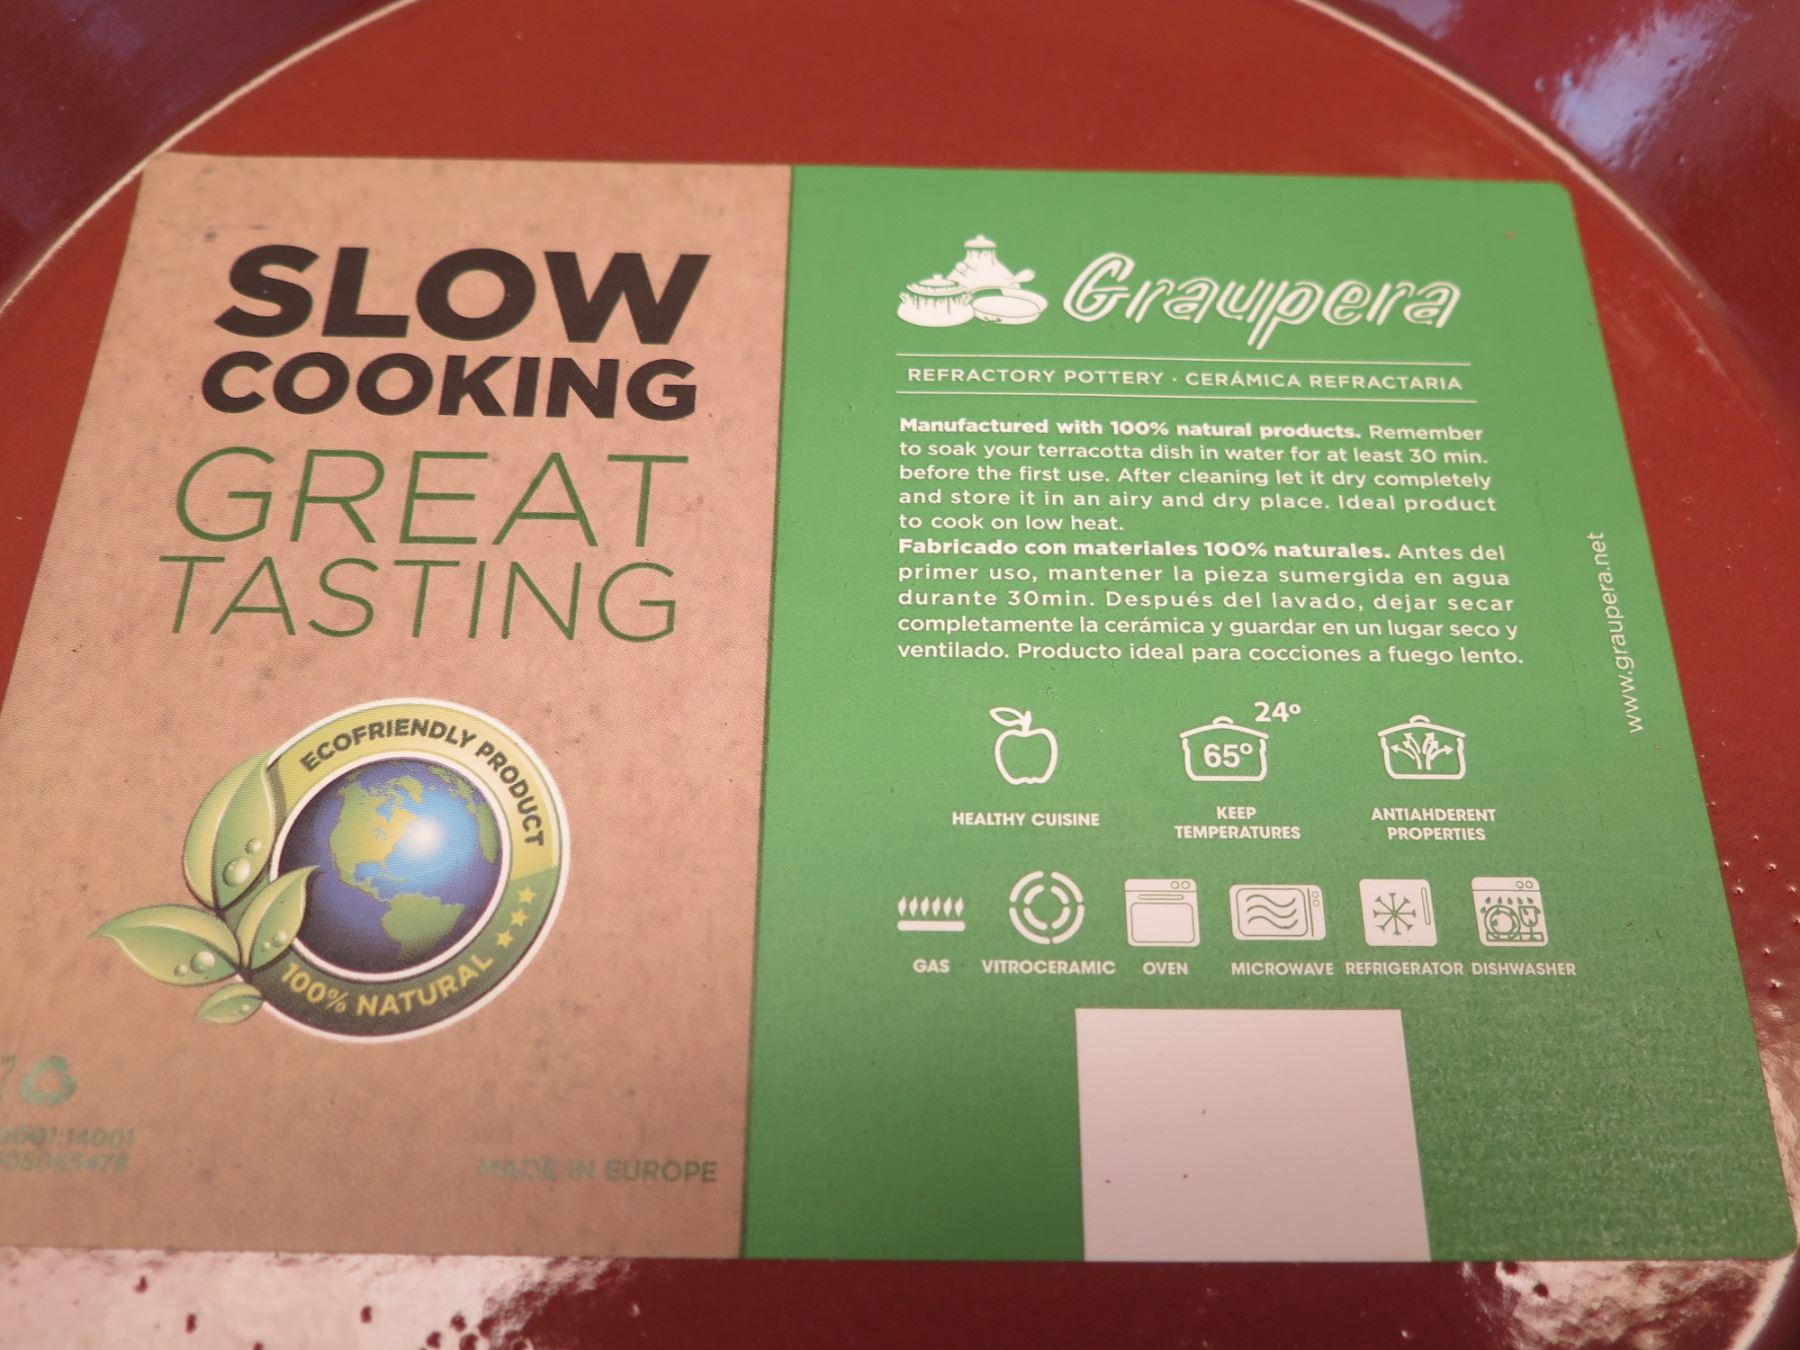 SLOW
COOKING
GREAT
TASTING
ECOFRIENDLY PRODUCT
100% NATURAL
MADE IN EUROPE
Graupera
REFRACTORY POTTERY · CERÁMICA REFRACTARIA
Manufactured with 100% natural products. Remember
to soak your terracotta dish in water for at least 30 min.
before the first use. After cleaning let it dry completely
and store it in an airy and dry place. Ideal product
to cook on low heat.
Fabricado con materiales 100% naturales. Antes del
primer uso, mantener la pieza sumergida en agua
durante 30min. Después del lavado, dejar secar
completamente la cerámica y guardar en un lugar seco y
ventilado. Producto ideal para cocciones a fuego lento.
www.graupera.net
24º
65º
HEALTHY CUISINE
KEEP
TEMPERATURES
ANTIAHDERENT
PROPERTIES
GAS
VITROCERAMIC
OVEN
MICROWAVE
REFRIGERATOR
DISHWASHER